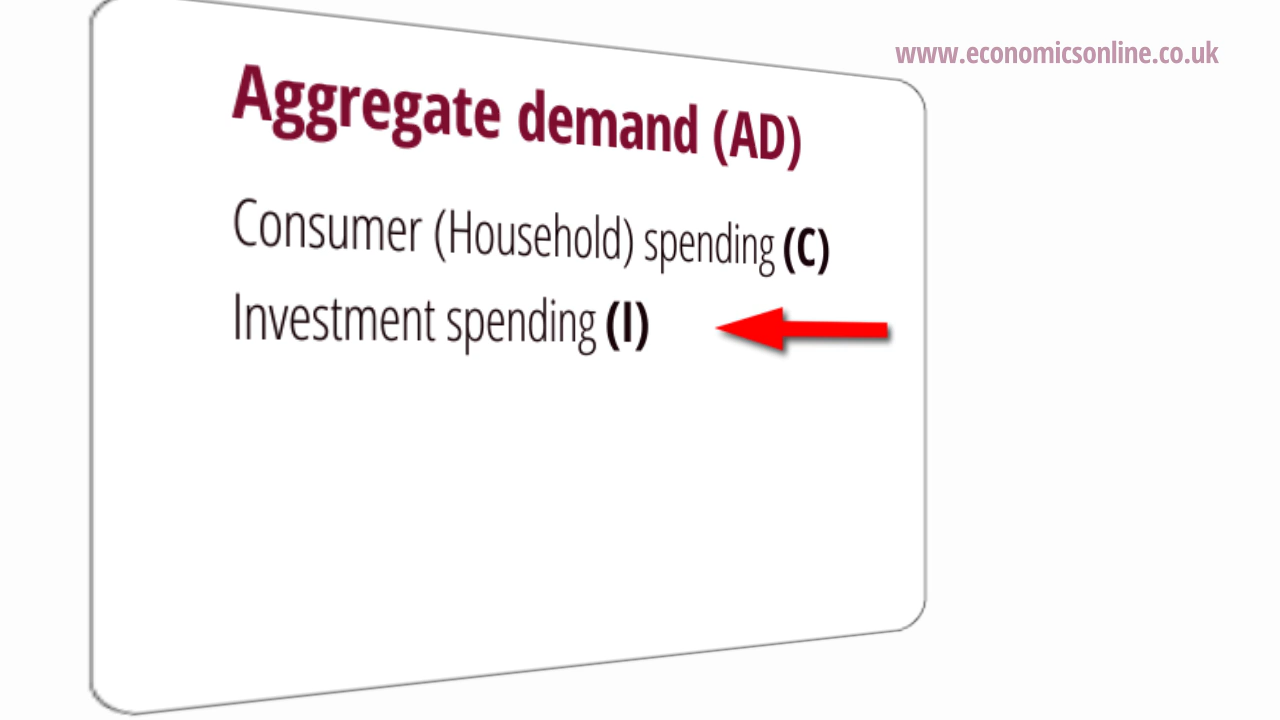 www.economicsonline.co.uk
Aggregate demand (AD)
Consumer (Household) spending (C)
Investment spending (I)